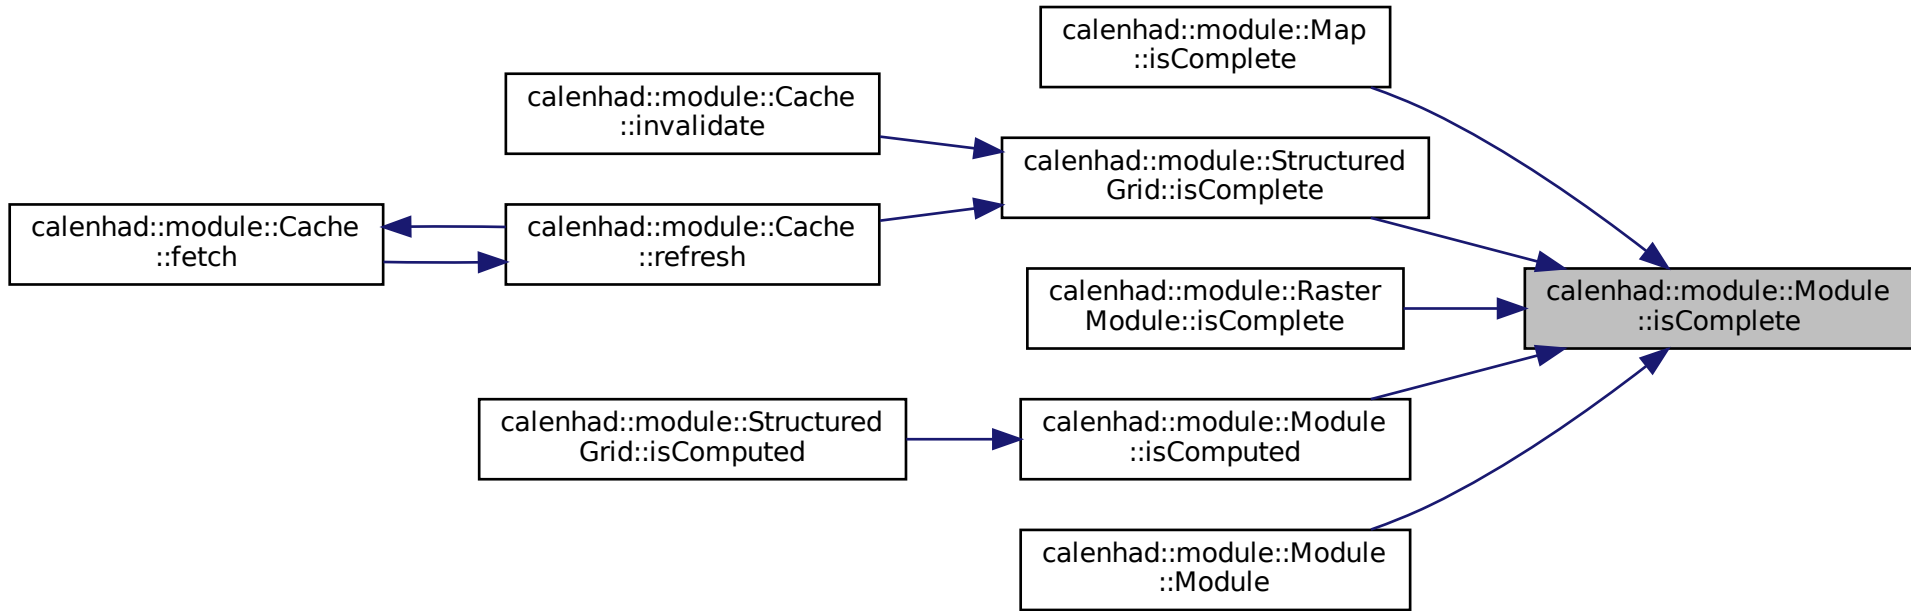 calenhad::module::Map
::isComplete
calenhad::module::Cache
::invalidate
calenhad::module::Structured
Grid::isComplete
calenhad::module::Cache
::fetch
calenhad::module::Cache
::refresh
calenhad::module::Raster
Module::isComplete
calenhad::module::Module
::isComplete
calenhad::module::Structured
Grid::isComputed
calenhad::module::Module
::isComputed
calenhad::module::Module
::Module